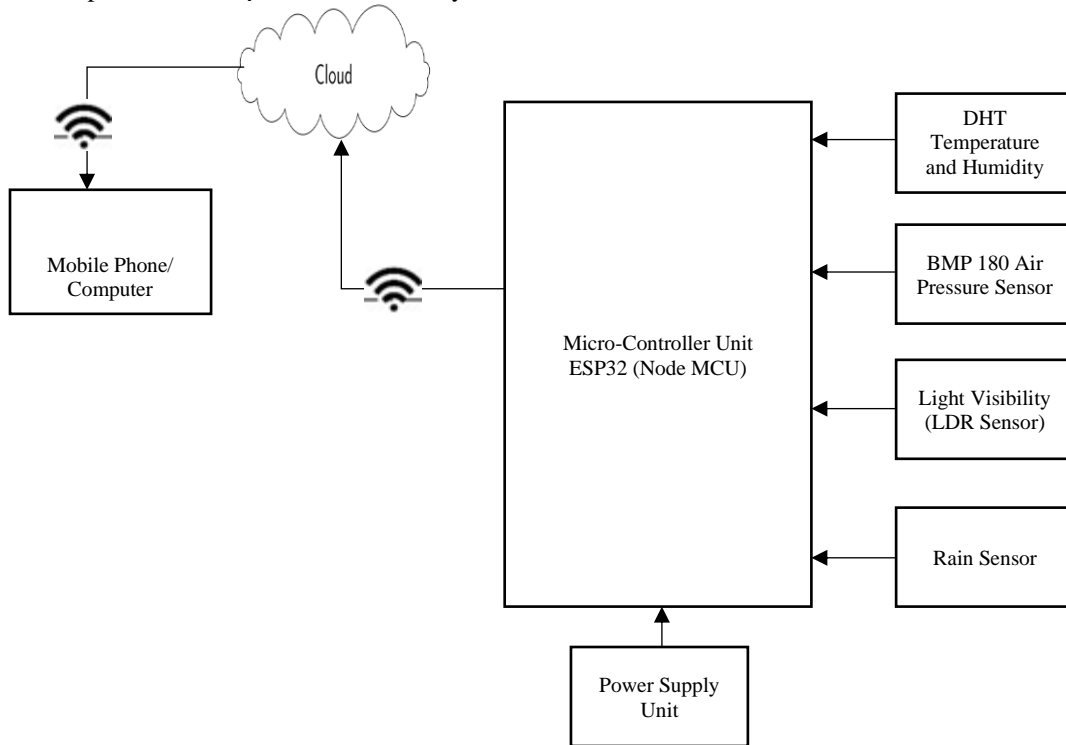 Cloud
DHT
Temperature
and Humidity
Mobile Phone/
Computer
BMP 180 Air
Pressure Sensor
Micro-Controller Unit
ESP32 (Node MCU)
Light Visibility
(LDR Sensor)
Rain Sensor
Power Supply
Unit